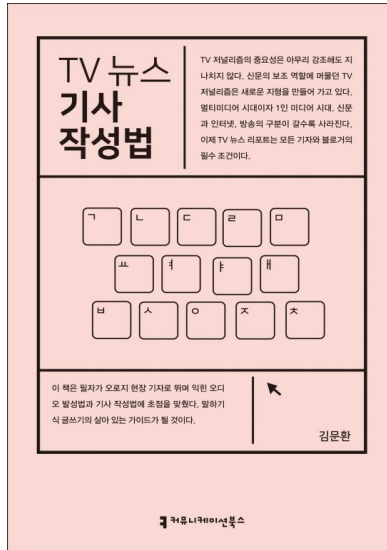 TV 뉴스
기사
작성법
TV 저널리즘의 중요성은 아무리 강조해도 지
나치지 않다. 신문의 보조 역할에 머물던 TV
저널리즘은 새로운 지형을 만들어 가고 있다.
멀티미디어 시대이자 1인 미디어 시대, 신문
과 인터넷, 방송의 구분이 갈수록 사라진다.
이제 TV 뉴스 리포트는 모든 기자와 블로거의
필수 조건이다.
ㄱ ㄴ ㄷ ㄹ ㅁ
ㅛ ㅕ ㅑ ㅐ
ㅂ ㅅ ㅇ ㅈ ㅊ
이 책은 필자가 오로지 현장 기자로 뛰며 익힌 오디
오 발성법과 기사 작성법에 초점을 맞췄다. 말하기
식 글쓰기의 살아 있는 가이드가 될 것이다.
김문환
커뮤니케이션북스